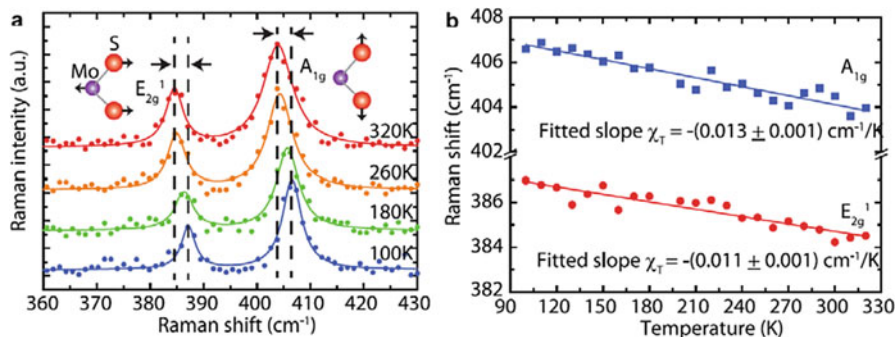 a
Raman intenity (a.u.)
S
Mo
E2g¹
A1g
320K
260K
180K
100K
360 370 380 390 400 410 420 430
Raman shift (cm⁻¹)
b
Raman shift (cm⁻¹)
408
406
404
402
386
384
382
A1g
Fitted slope χT = -(0.013 ± 0.001) cm⁻¹/K
E2g¹
Fitted slope χT = -(0.011 ± 0.001) cm⁻¹/K
90 120 150 180 210 240 270 300 330
Temperature (K)